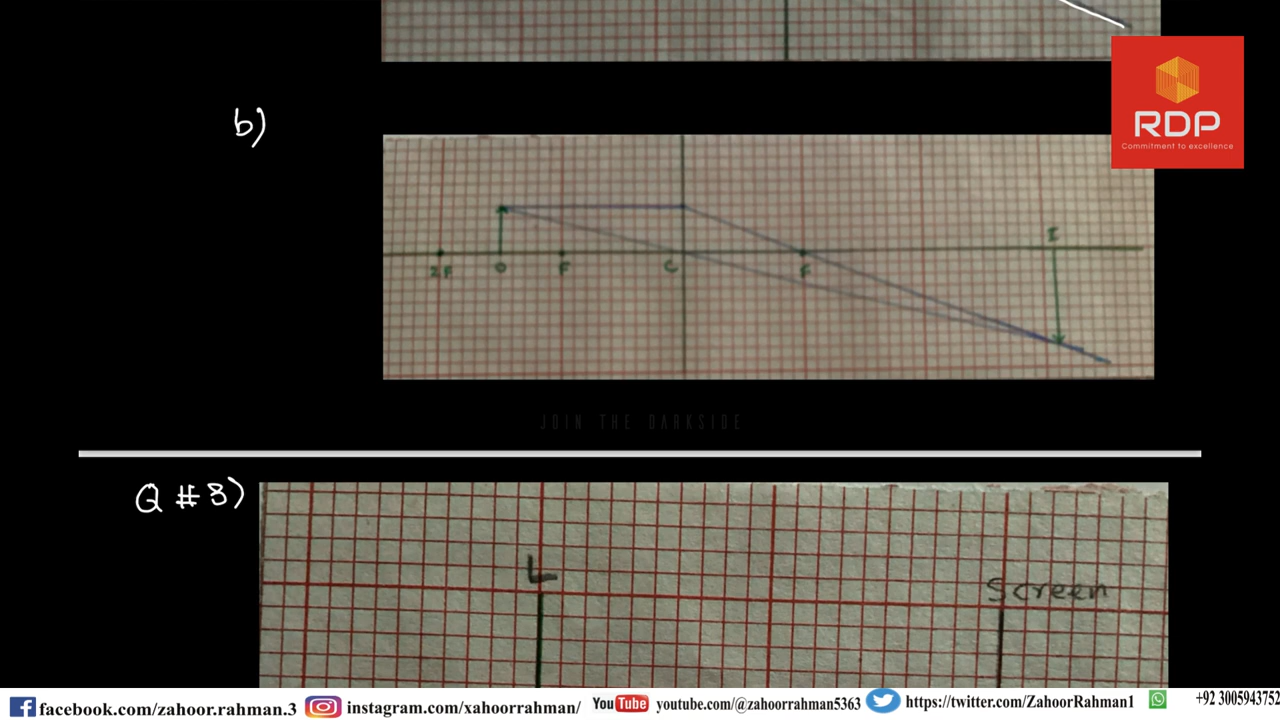 b)
RDP
Commitment to excellence
I
2F O F C F
JOIN THE DARKSIDE
Q # 3)
L
Screen
facebook.com/zahoor.rahman.3 instagram.com/xahoorrahman/ YouTube youtube.com/@zahoorrahman5363 https://twitter.com/ZahoorRahman1 +92 3005943752